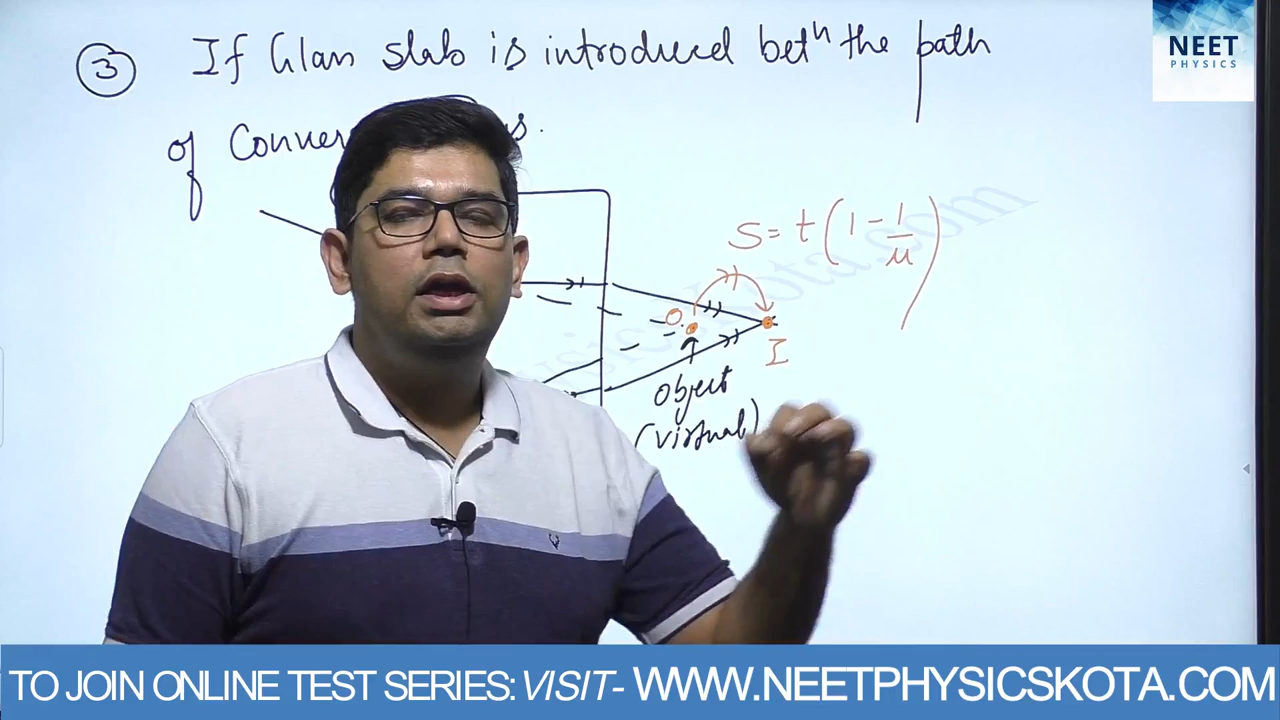 3 If Glass slab is introduced betn the path
of
S = t(1 - 1/μ)
O
I
object
(virtual)
NEET
PHYSICS
TO JOIN ONLINE TEST SERIES: VISIT- WWW.NEETPHYSICSKOTA.COM